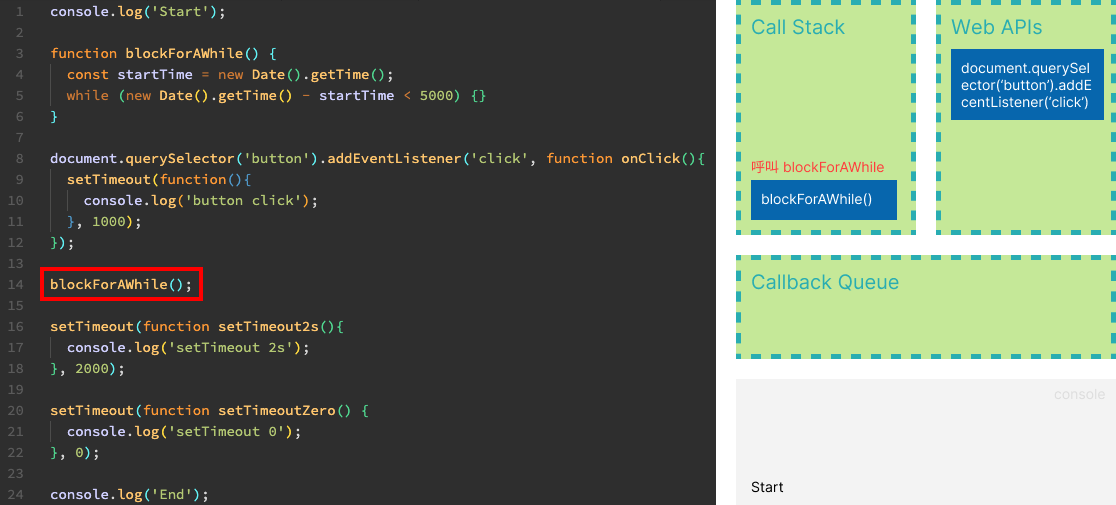 1 console.log('Start');
2
3 function blockForAWhile() {
4 const startTime = new Date().getTime();
5 while (new Date().getTime() - startTime < 5000) {}
6 }
7
8 document.querySelector('button').addEventListener('click', function onClick(){
9 setTimeout(function(){
10 console.log('button click');
11 }, 1000);
12 });
13
14 blockForAWhile();
15
16 setTimeout(function setTimeout2s(){
17 console.log('setTimeout 2s');
18 }, 2000);
19
20 setTimeout(function setTimeoutZero() {
21 console.log('setTimeout 0');
22 }, 0);
23
24 console.log('End');
Call Stack
呼叫 blockForAWhile
blockForAWhile()
Web APIs
document.querySel
ector(‘button’).addE
centListener(‘click’)
Callback Queue
console
Start